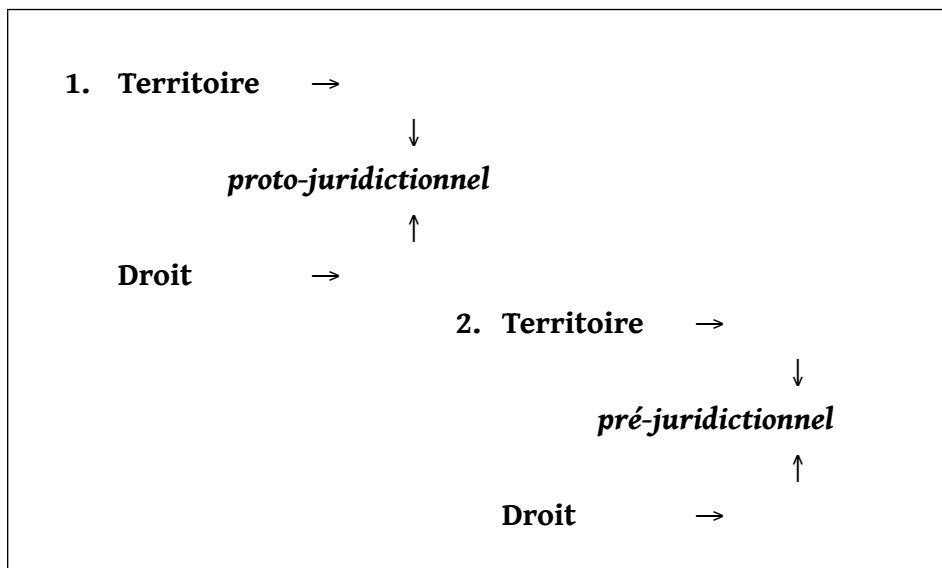 1. Territoire →
↓
proto-juridictionnel
↑
Droit →
2. Territoire →
↓
pré-juridictionnel
↑
Droit →